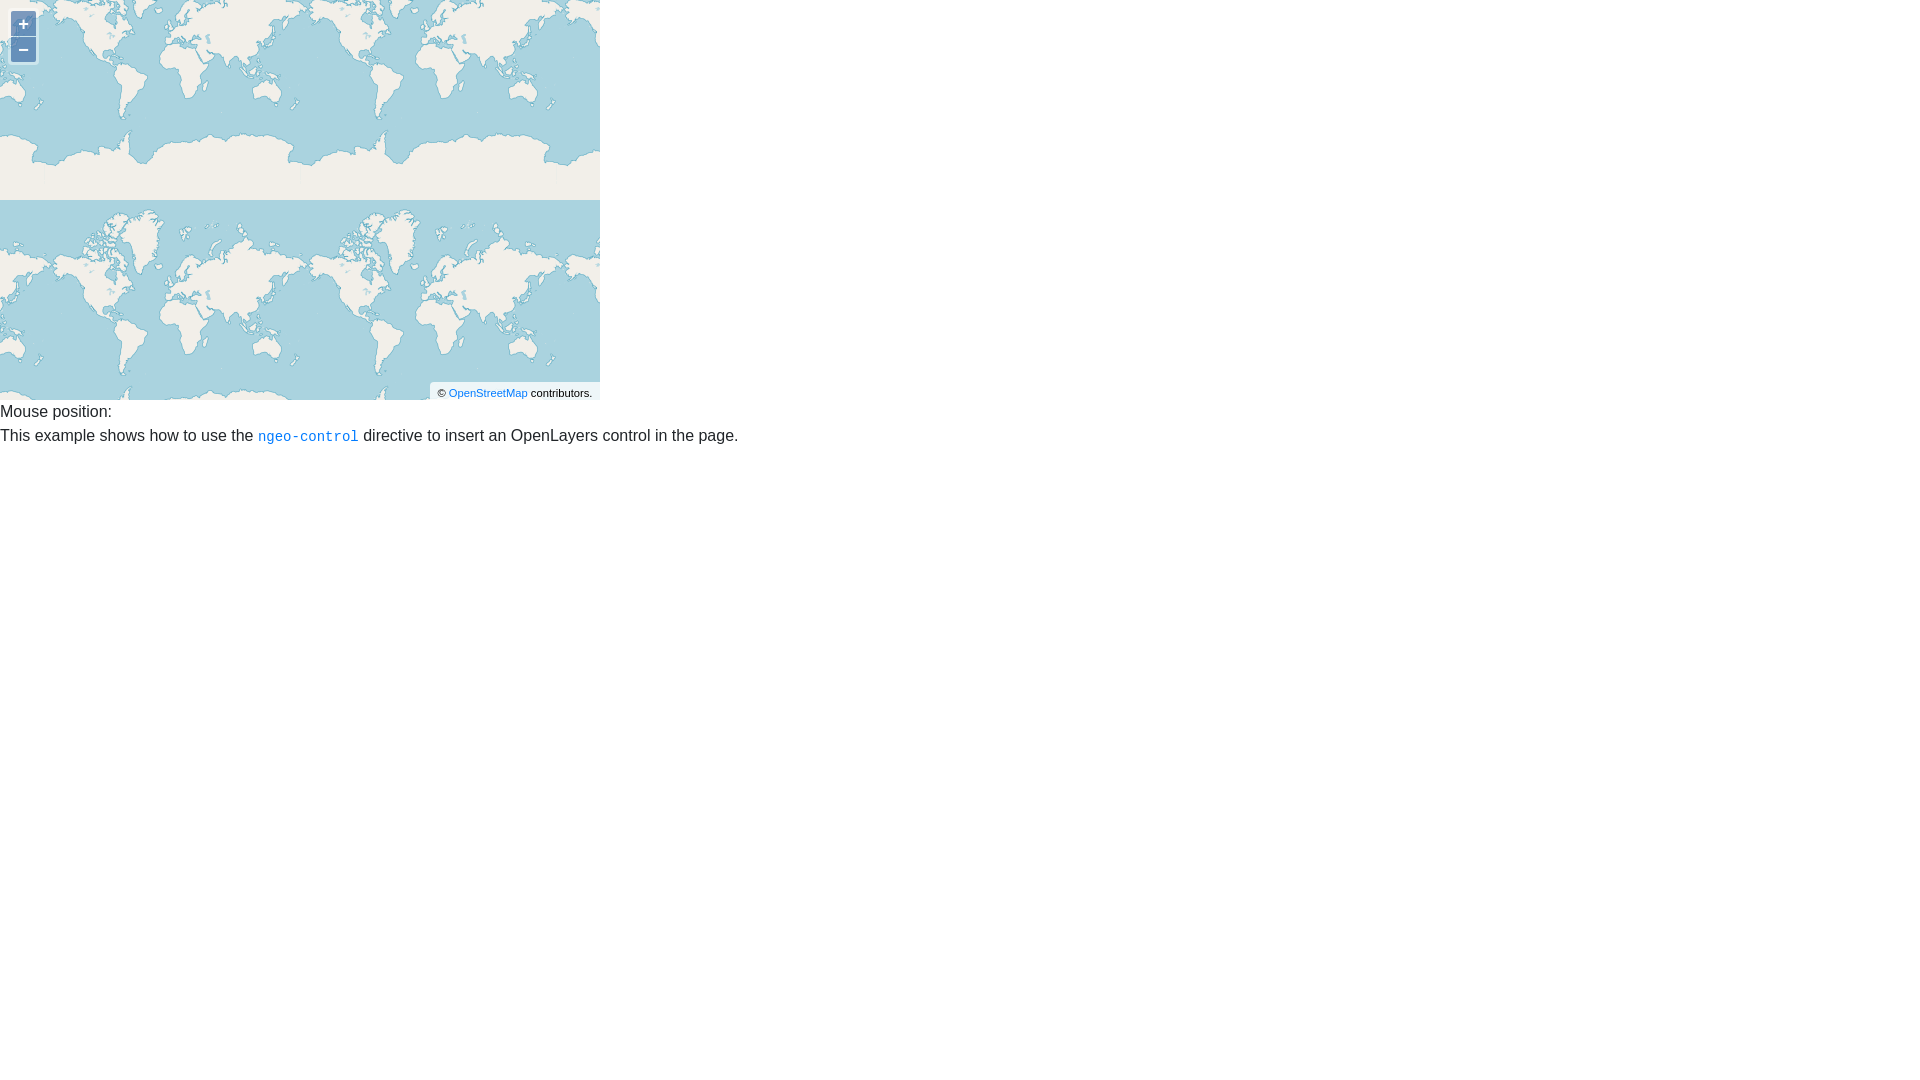 +
−
© OpenStreetMap contributors.
Mouse position:
This example shows how to use the ngeo-control directive to insert an OpenLayers control in the page.